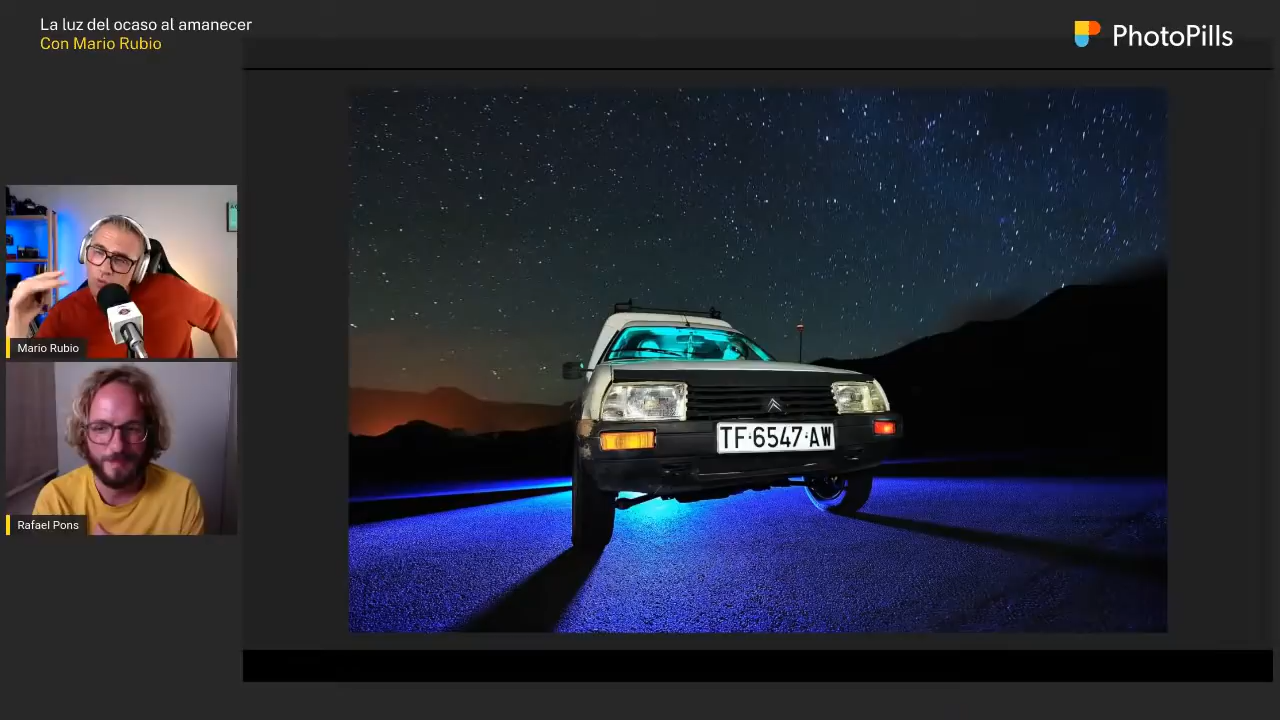 La luz del ocaso al amanecer
Con Mario Rubio
PhotoPills
Mario Rubio
Rafael Pons
TF·6547·AW